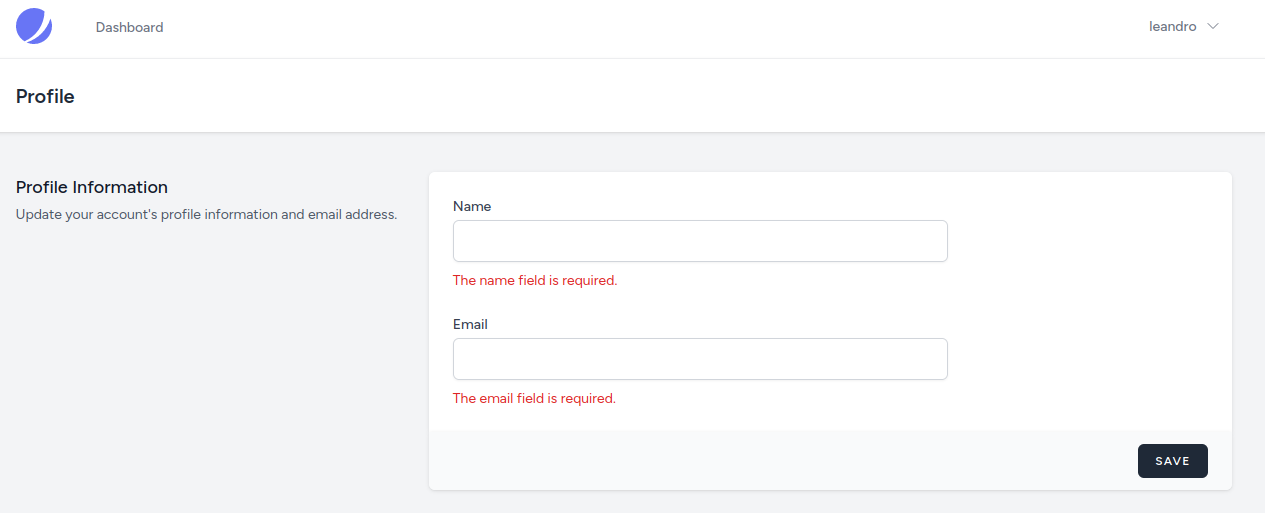 Dashboard
leandro
Profile
Profile Information
Update your account's profile information and email address.
Name
The name field is required.
Email
The email field is required.
SAVE